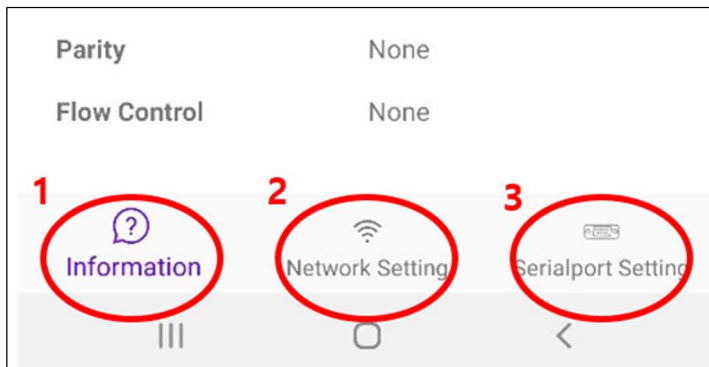 Parity None
Flow Control None
1 2 3
Information Network Setting Serialport Setting